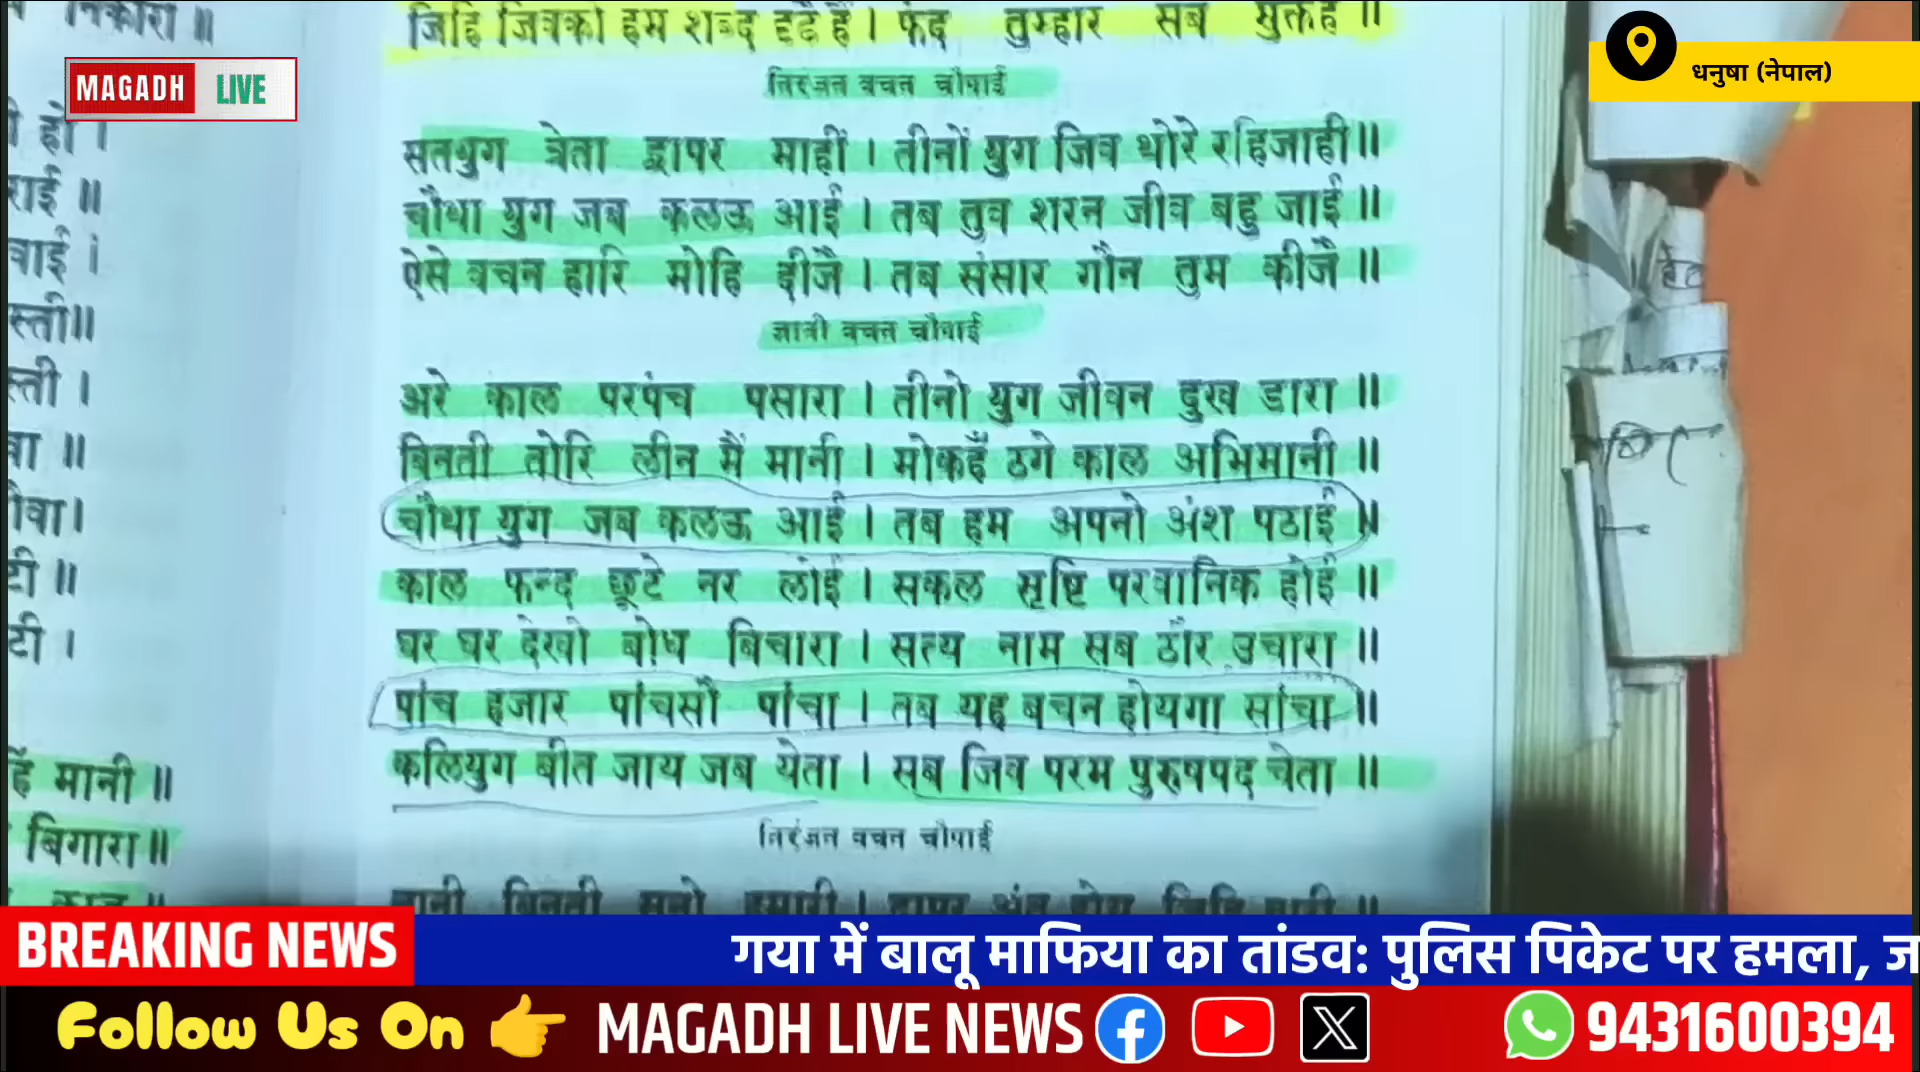 निकारा ॥
जिहि जिवको हम शब्द दृढै हैं । फंद तुम्हार सब मुक्तहै ॥
धनुषा (नेपाल)
MAGADH LIVE
निरंजन वचन चौपाई
हो ।
सतयुग त्रेता द्वापर माहीं । तीनों युग जिव थोरे रहिजाही ॥
राई ॥
चौथा युग जब कलऊ आई । तब तुव शरन जीव बहु जाई ॥
वाई ।
ऐसे वचन हारि मोहि दीजै । तब संसार गौन तुम कीजै ॥
स्ती॥
ज्ञानी वचन चौपाई
स्ती ।
अरे काल परपंच पसारा । तीनो युग जीवन दुख डारा ॥
वा ॥
बिनती तोरि लीन मैं मानी । मोकहँ ठगे काल अभिमानी ॥
चौथा युग जब कलऊ आई । तब हम अपनो अंश पठाई ॥
काल फन्द छूटे नर लोई । सकल सृष्टि परवानिक होई ॥
टी ॥
घर घर देखो बोध बिचारा । सत्य नाम सब ठौर उचारा ॥
टी ।
पांच हजार पांचसौ पांचा । तब यह बचन होयगा सांचा ॥
कलियुग बीत जाय जब येता । सब जिव परम पुरुषपद चेता ॥
मानी ॥
बिगारा ॥
निरंजन वचन चौपाई
BREAKING NEWS
गया में बालू माफिया का तांडव: पुलिस पिकेट पर हमला, ज
Follow Us On MAGADH LIVE NEWS 9431600394